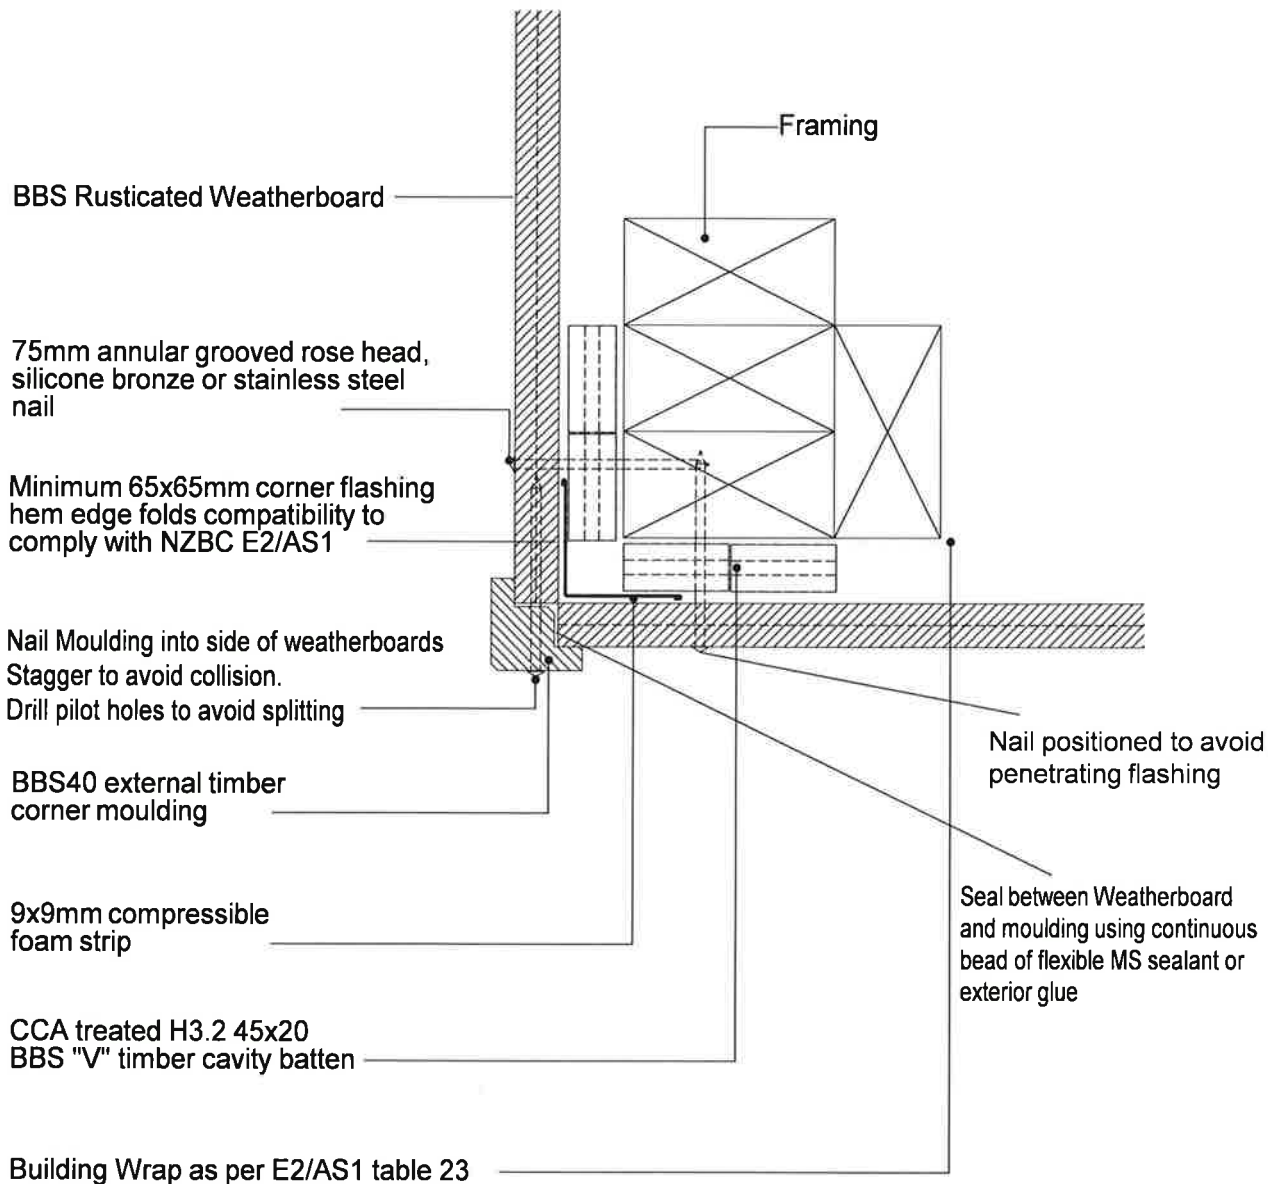 Framing
BBS Rusticated Weatherboard
75mm annular grooved rose head,
silicone bronze or stainless steel
nail
Minimum 65x65mm corner flashing
hem edge folds compatibility to
comply with NZBC E2/AS1
Nail Moulding into side of weatherboards
Stagger to avoid collision.
Drill pilot holes to avoid splitting
Nail positioned to avoid
penetrating flashing
BBS40 external timber
corner moulding
Seal between Weatherboard
and moulding using continuous
bead of flexible MS sealant or
exterior glue
9x9mm compressible
foam strip
CCA treated H3.2 45x20
BBS "V" timber cavity batten
Building Wrap as per E2/AS1 table 23